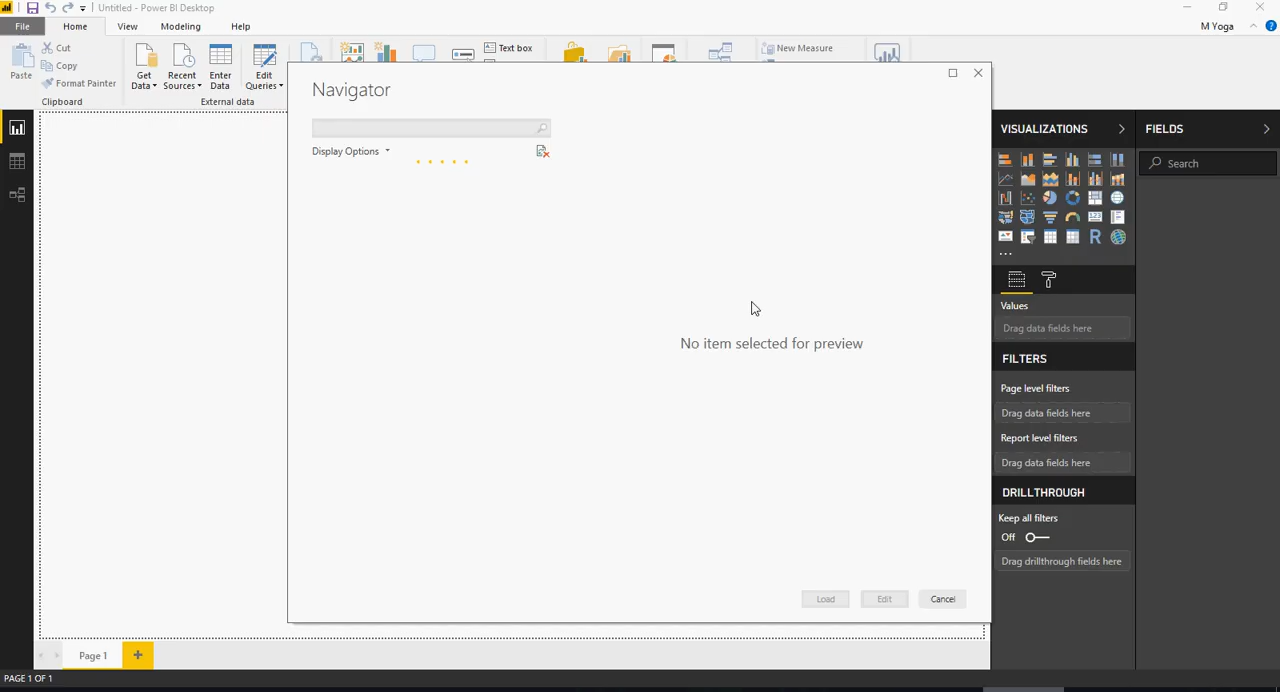 Untitled - Power BI Desktop
File Home View Modeling Help M Yoga
Paste
Cut
Copy
Format Painter
Clipboard
Get Data
Recent Sources
Enter Data
Edit Queries
External data
Text box
New Measure
Navigator
Display Options
No item selected for preview
Load Edit Cancel
VISUALIZATIONS
R
123
Values
Drag data fields here
FILTERS
Page level filters
Drag data fields here
Report level filters
Drag data fields here
DRILLTHROUGH
Keep all filters
Off
Drag drillthrough fields here
FIELDS
Search
Page 1
PAGE 1 OF 1